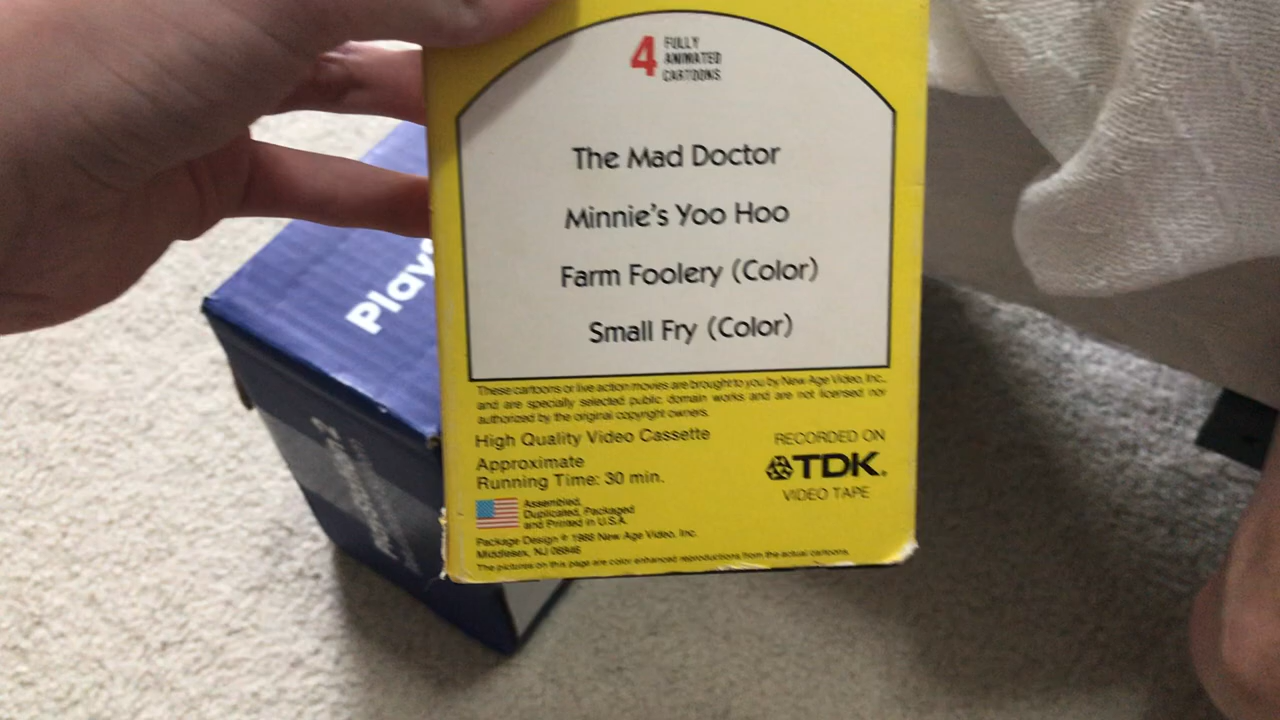 4 FULLY
ANIMATED
CARTOONS
The Mad Doctor
Minnie's Yoo Hoo
Farm Foolery (Color)
Small Fry (Color)
These cartoons or live action movies are brought to you by New Age Video, Inc.,
and are specially selected public domain works and are not licensed nor
authorized by the original copyright owners.
High Quality Video Cassette
Approximate
Running Time: 30 min.
RECORDED ON
TDK®
VIDEO TAPE
Assembled,
Duplicated, Packaged
and Printed in U.S.A.
Package Design © 1988 New Age Video, Inc.
Middlesex, NJ 08846
The pictures on this page are color enhanced reproductions from the actual cartoons.
Plays